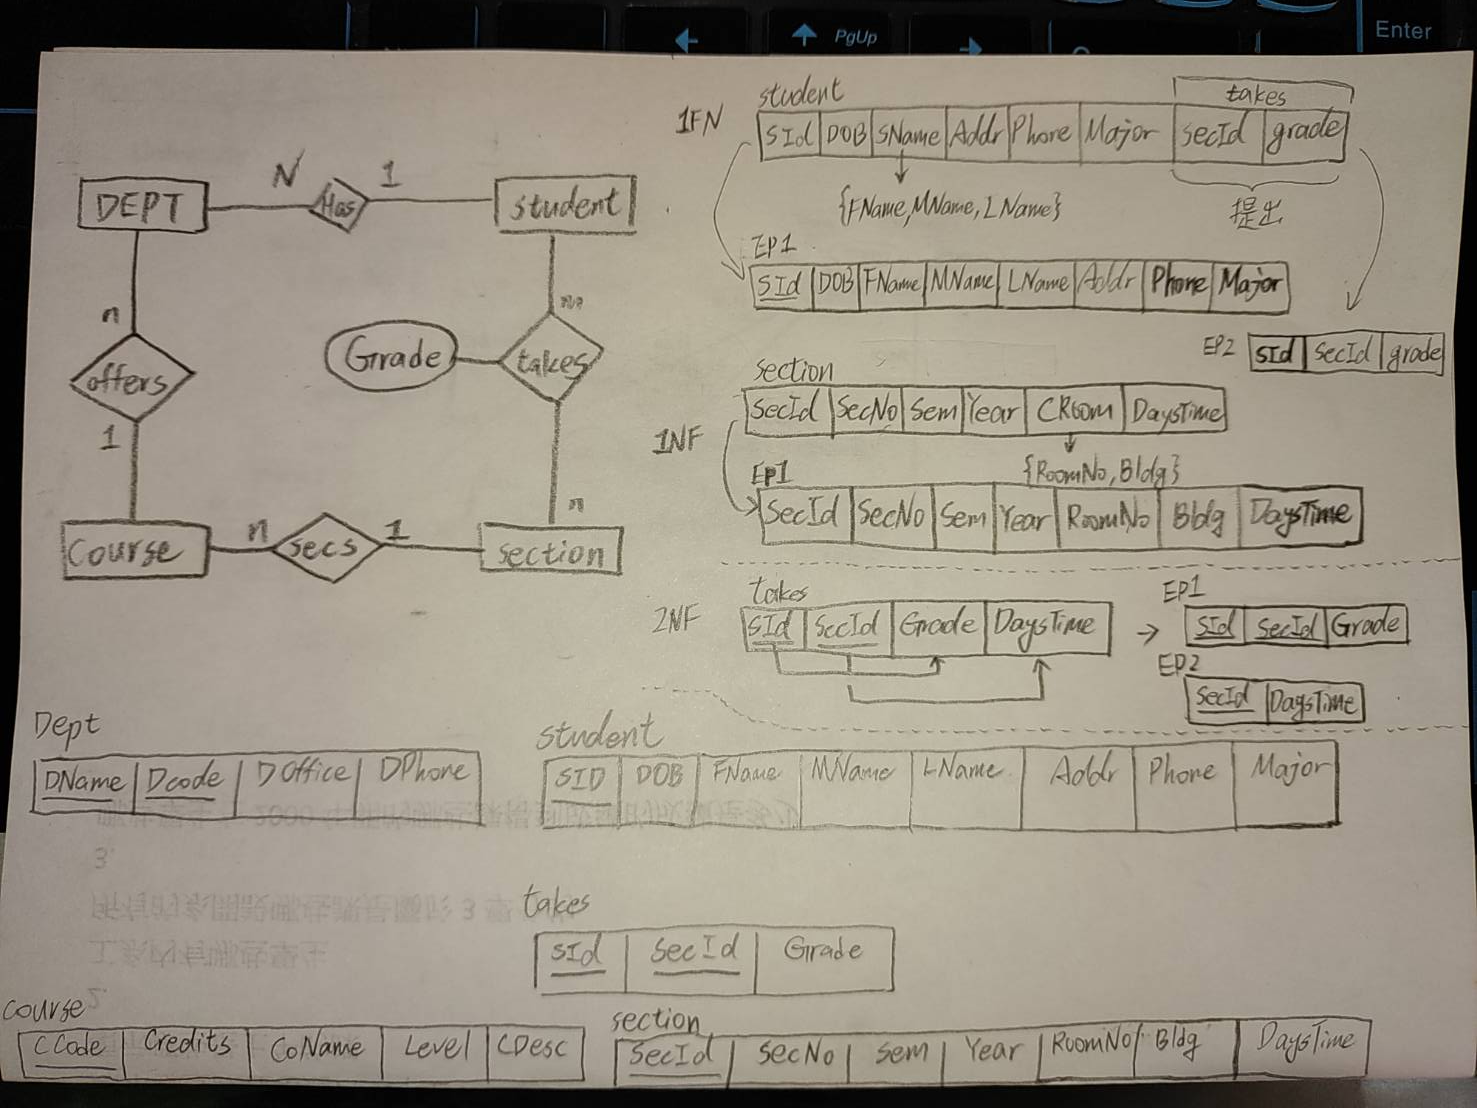 PgUp
Enter
DEPT
N
Has
1
student
n
offers
1
Grade
takes
m
n
Course
n
secs
1
section
1FN
student
takes
SId DOB SName Addr Phone Major SecId grade
{FName,MName,LName}
提出
EP1
SId DOB FName MName LName Addr Phone Major
EP2
SId SecId grade
section
1NF
SecId SecNo Sem Year CRoom DaysTime
{RoomNo,Bldg}
EP1
SecId SecNo Sem Year RoomNo Bldg DaysTime
2NF
takes
SId SecId Grade DaysTime
EP1
SId SecId Grade
EP2
SecId DaysTime
Dept
DName Dcode DOffice DPhone
student
SID DOB FName MName LName Addr Phone Major
takes
SId SecId Grade
course
CCode Credits CoName Level CDesc
section
SecId SecNo Sem Year RoomNo Bldg DaysTime